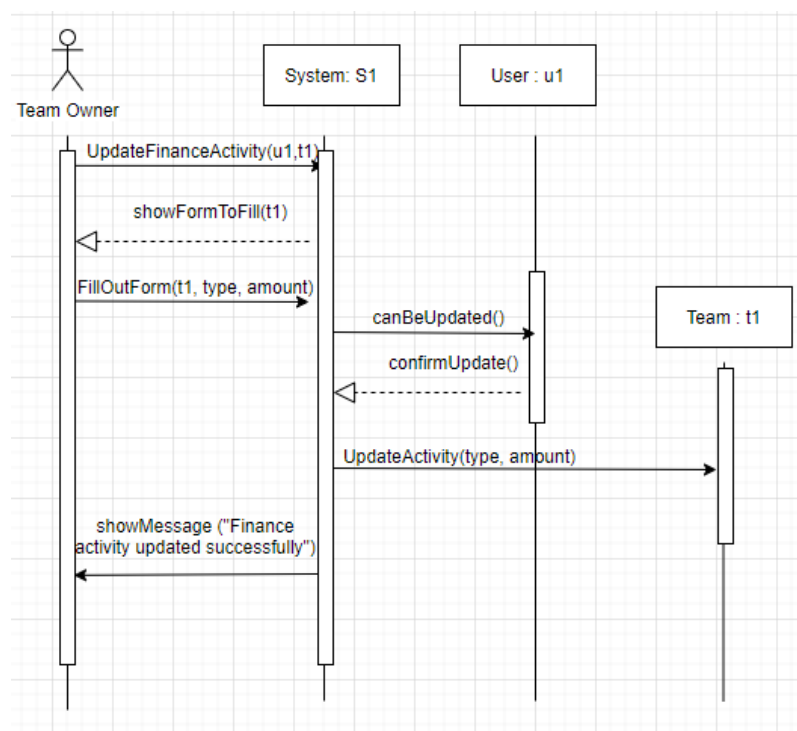 System: S1
User : u1
Team Owner
UpdateFinanceActivity(u1,t1)
showFormToFill(t1)
FillOutForm(t1, type, amount)
canBeUpdated()
Team : t1
confirmUpdate()
UpdateActivity(type, amount)
showMessage ("Finance
activity updated successfully")